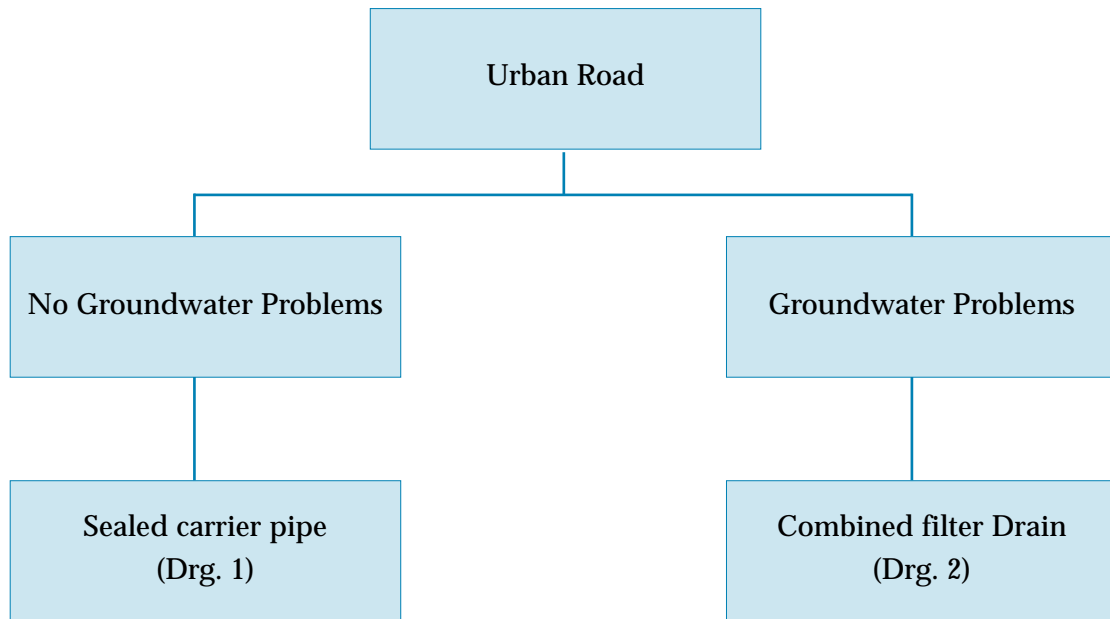 Urban Road
No Groundwater Problems
Groundwater Problems
Sealed carrier pipe
(Drg. 1)
Combined filter Drain
(Drg. 2)